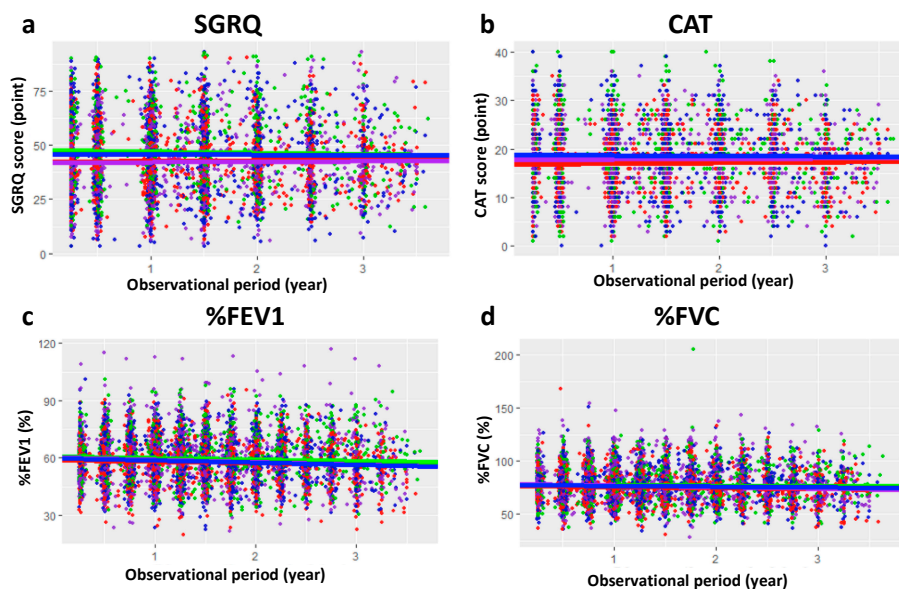 a SGRQ
SGRQ score (point)
75
50
25
0
1 2 3
Observational period (year)
b CAT
CAT score (point)
40
30
20
10
0
1 2 3
Observational period (year)
c %FEV1
%FEV1 (%)
120
90
60
30
1 2 3
Observational period (year)
d %FVC
%FVC (%)
200
150
100
50
1 2 3
Observational period (year)